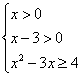 x > 0
x − 3 > 0
x² − 3x ≥ 4